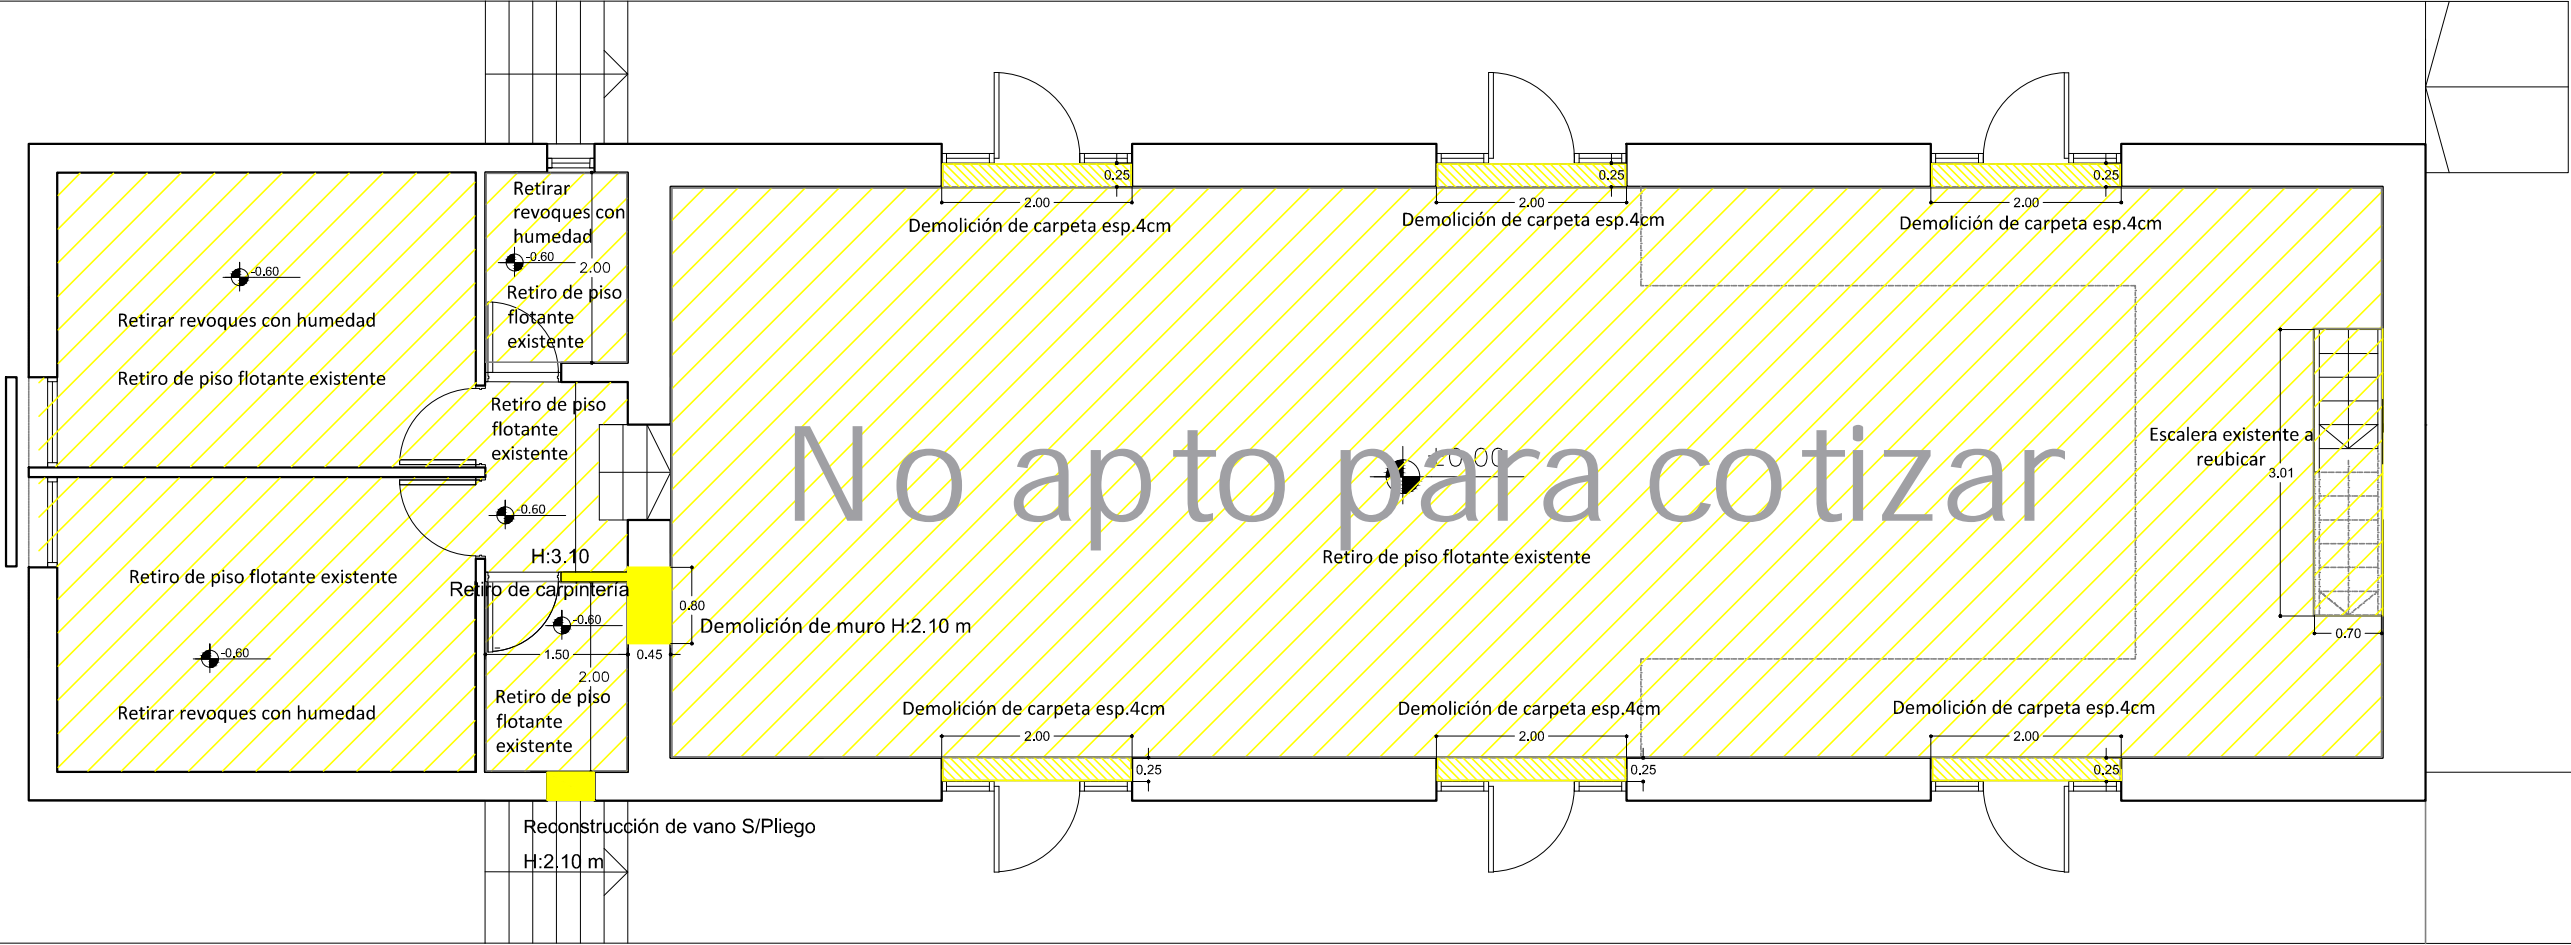 Retirar
revoques con
humedad
-0.60
2.00
Retiro de piso
flotante
existente
-0.60
Retirar revoques con humedad
Retiro de piso flotante existente
0.25
2.00
Demolición de carpeta esp.4cm
0.25
2.00
Demolición de carpeta esp.4cm
0.25
2.00
Demolición de carpeta esp.4cm
Retiro de piso
flotante
existente
-0.60
±0.00
No apto para cotizar
Retiro de piso flotante existente
Escalera existente a
reubicar
3.01
0.70
H:3.10
Retiro de carpintería
-0.60
0.80
Demolición de muro H:2.10 m
1.50
0.45
2.00
Retiro de piso
flotante
existente
Retiro de piso flotante existente
-0.60
Retirar revoques con humedad
Demolición de carpeta esp.4cm
2.00
0.25
Demolición de carpeta esp.4cm
2.00
0.25
Demolición de carpeta esp.4cm
2.00
0.25
Reconstrucción de vano S/Pliego
H:2.10 m